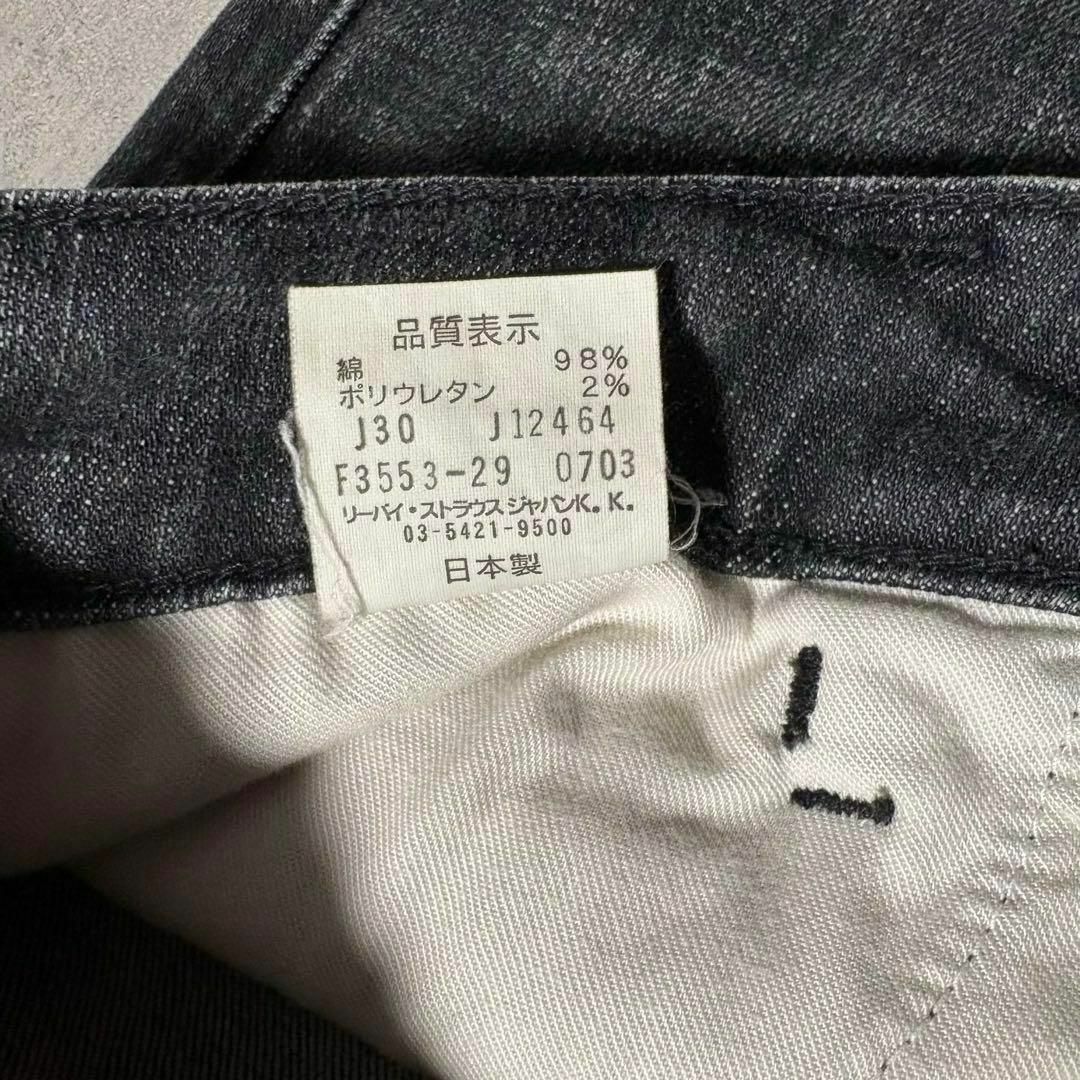 品質表示
綿 98%
ポリウレタン 2%
J30 J12464
F3553-29 0703
リーバイ・ストラウスジャパンK.K.
03-5421-9500
日本製